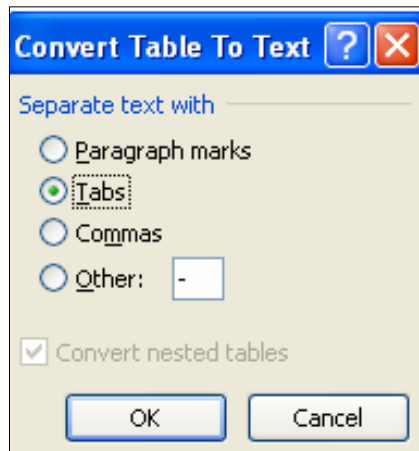 Convert Table To Text ?
Separate text with
Paragraph marks
Tabs
Commas
Other: -
Convert nested tables
OK Cancel